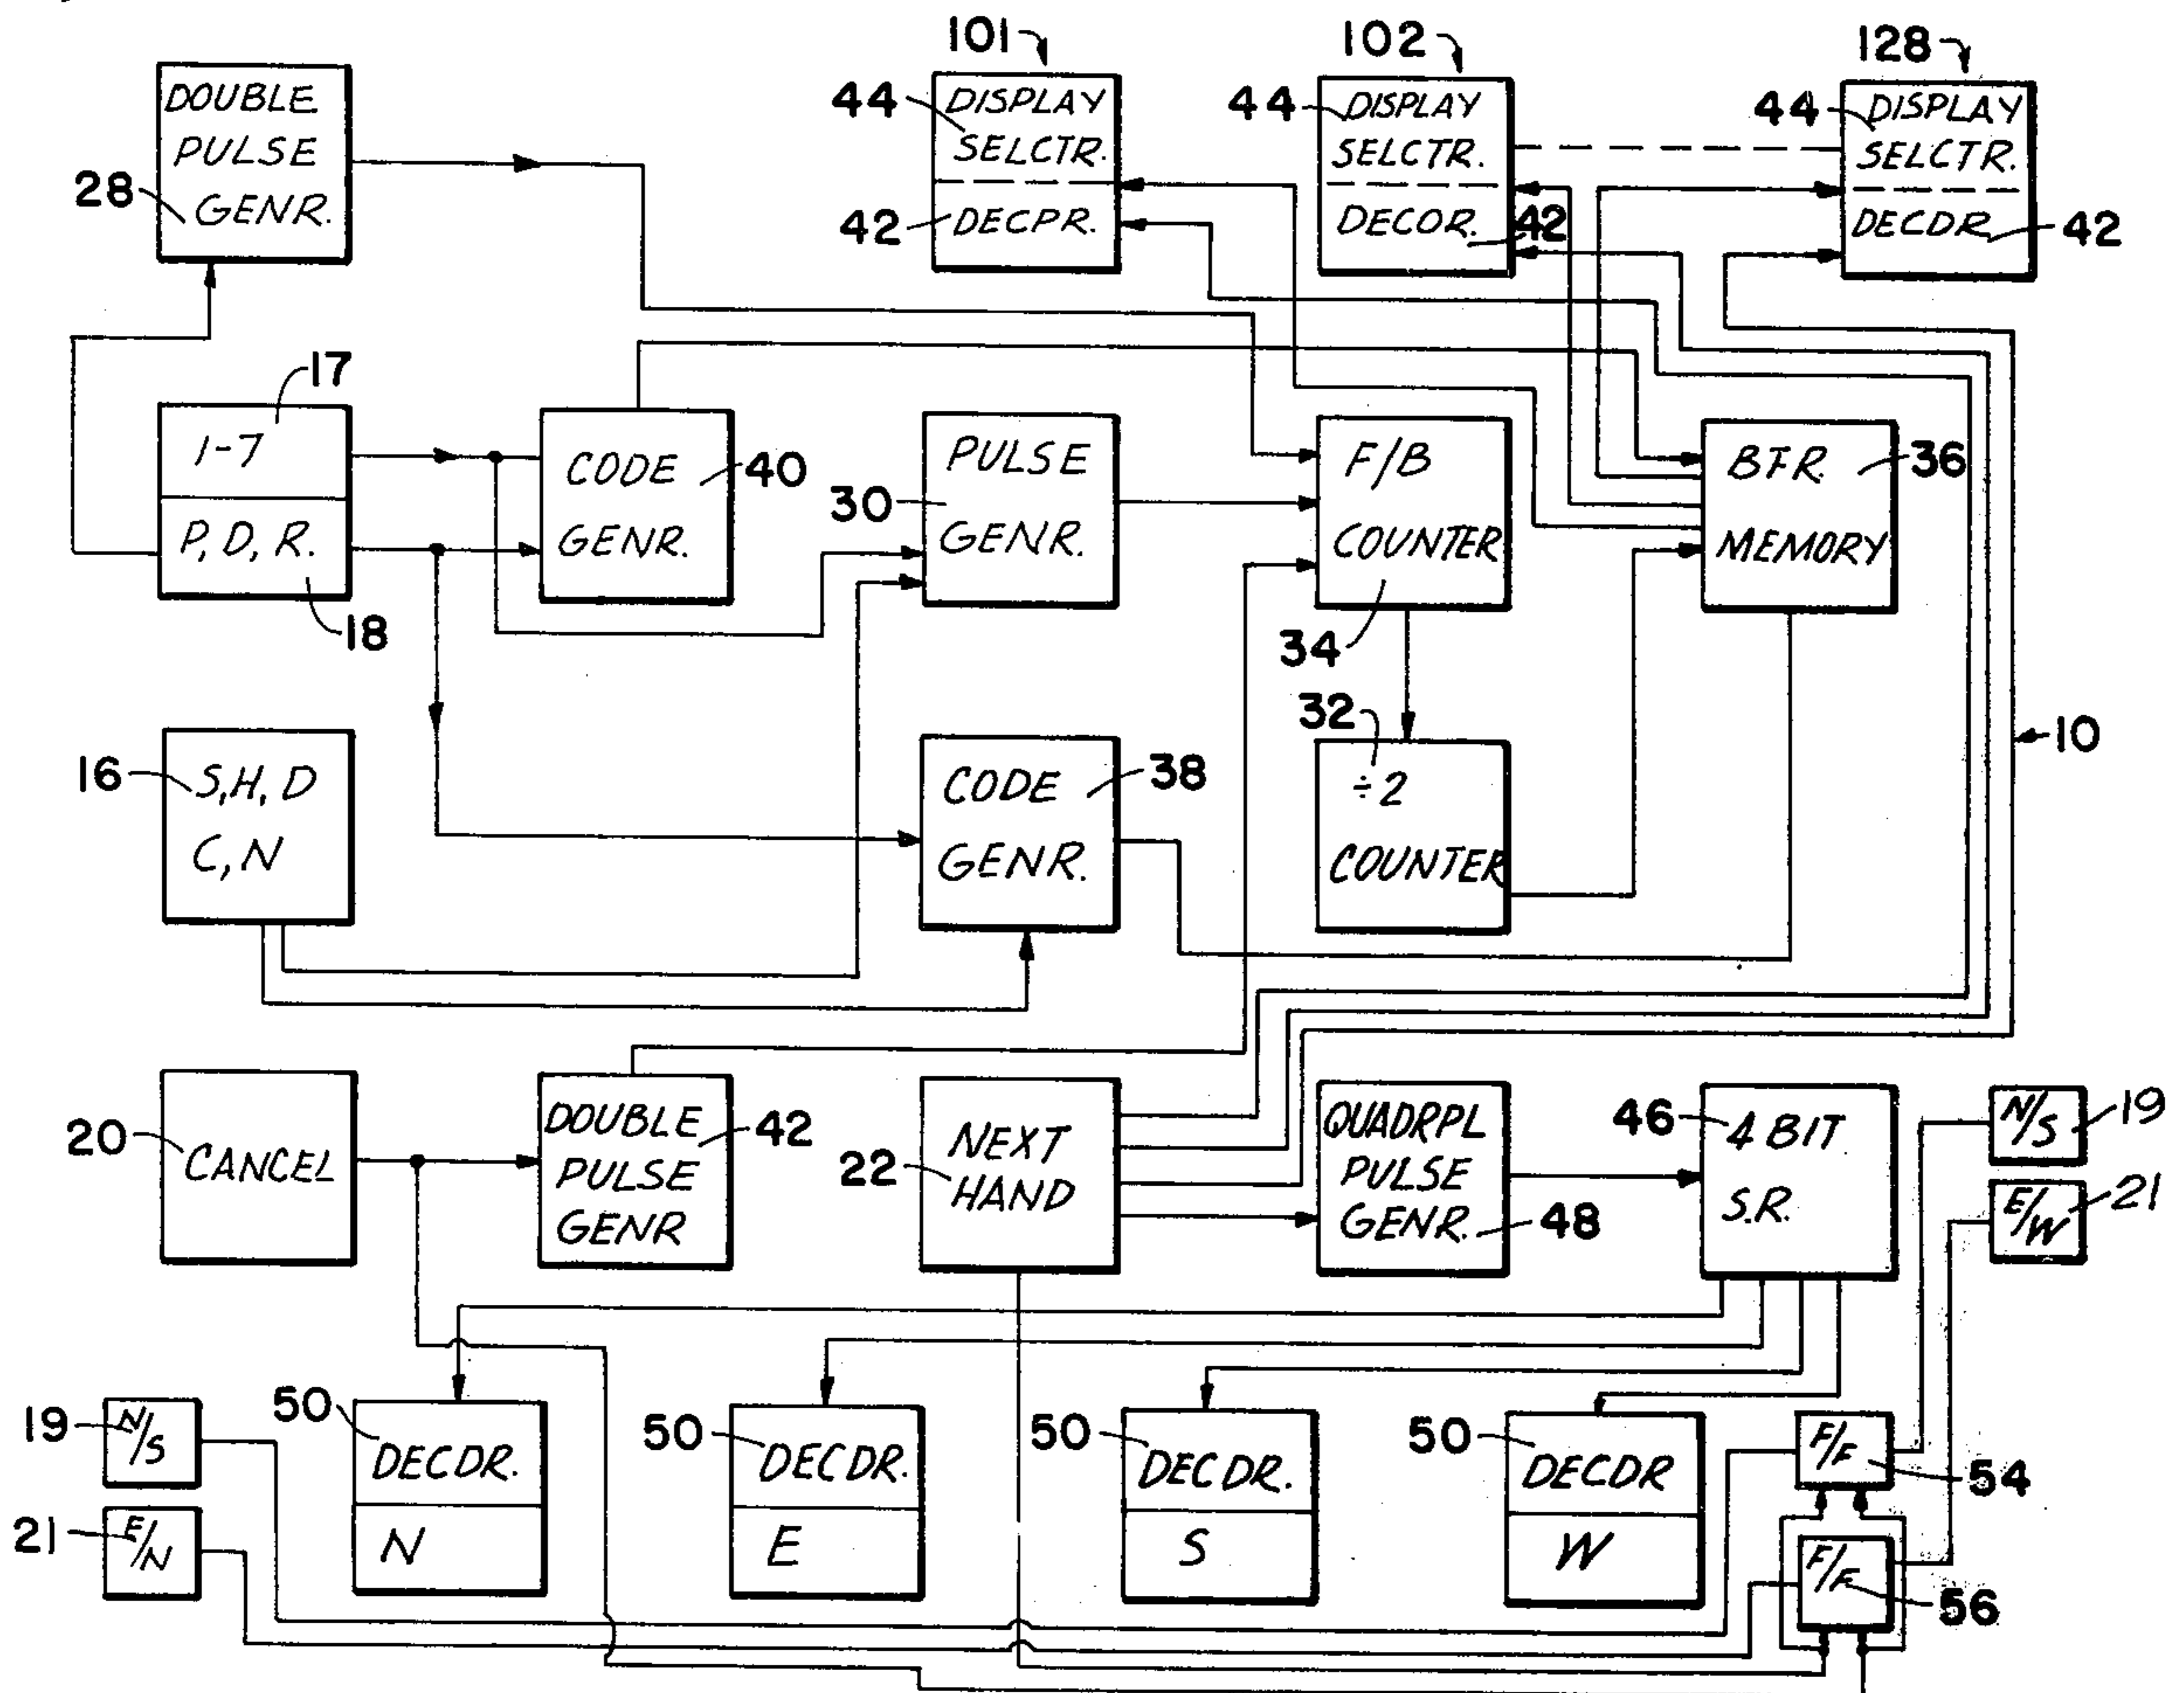 101
102
128
DOUBLE
PULSE
GENR.
28
44
DISPLAY
SELCTR.
42
DECPR.
44
DISPLAY
SELCTR.
DECOR.
42
44
DISPLAY
SELCTR.
DECDR.
42
17
1-7
P, D, R.
18
CODE
GENR.
40
30
PULSE
GENR.
F/B
COUNTER
34
BFR.
MEMORY
36
16
S,H,D
C,N
CODE
GENR.
38
32
÷2
COUNTER
10
20
CANCEL
DOUBLE
PULSE
GENR
42
22
NEXT
HAND
QUADRPL
PULSE
GENR.
48
46
4 BIT
S.R.
N/S
19
E/W
21
19
N/S
21
E/N
50
DECDR.
N
50
DECDR.
E
50
DECDR.
S
50
DECDR
W
F/F
54
F/F
56